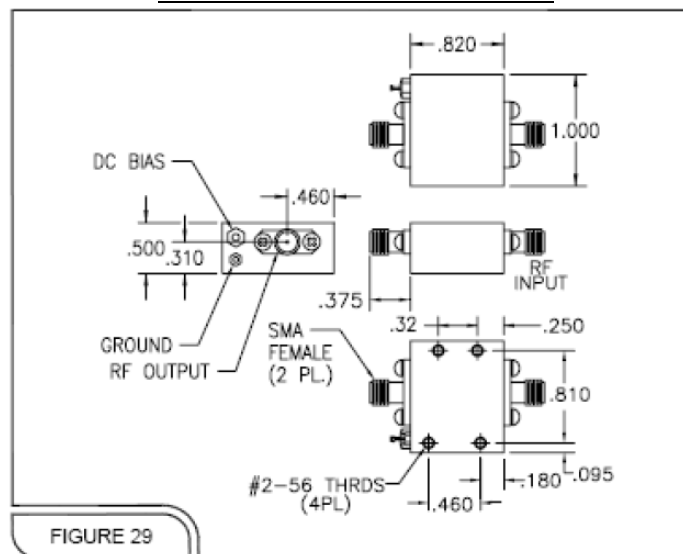 .820
1.000
DC BIAS
.460
.500
.310
RF
INPUT
.375
GROUND
RF OUTPUT
SMA
FEMALE
(2 PL.)
.32
.250
.810
#2-56 THRDS
(4PL)
.460
.180
.095
FIGURE 29